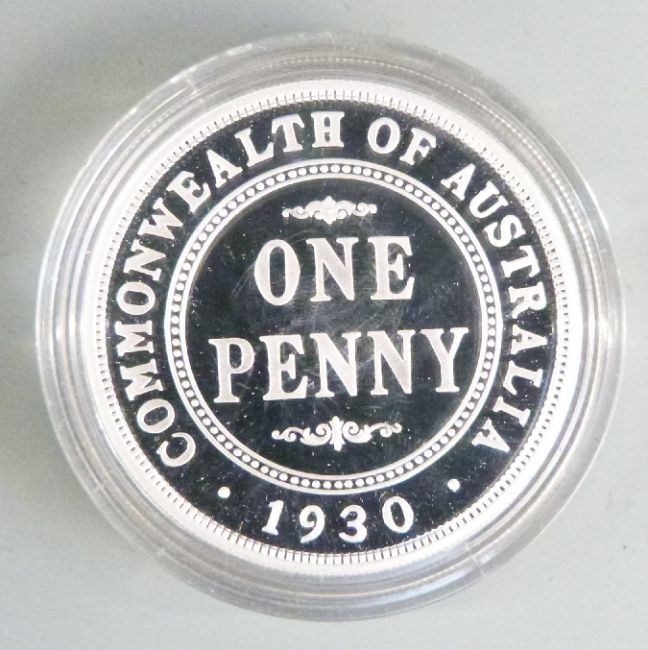 COMMONWEALTH OF AUSTRALIA
ONE
PENNY
· 1930 ·